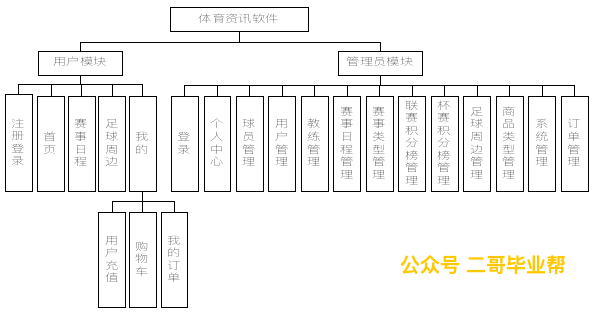 体育资讯软件
用户模块
管理员模块
注册登录
首页
赛事日程
足球周边
我的
登录
个人中心
球员管理
用户管理
教练管理
赛事日程管理
赛事类型管理
联赛积分榜管理
杯赛积分榜管理
足球周边管理
商品类型管理
系统管理
订单管理
用户充值
购物车
我的订单
公众号 二哥毕业帮